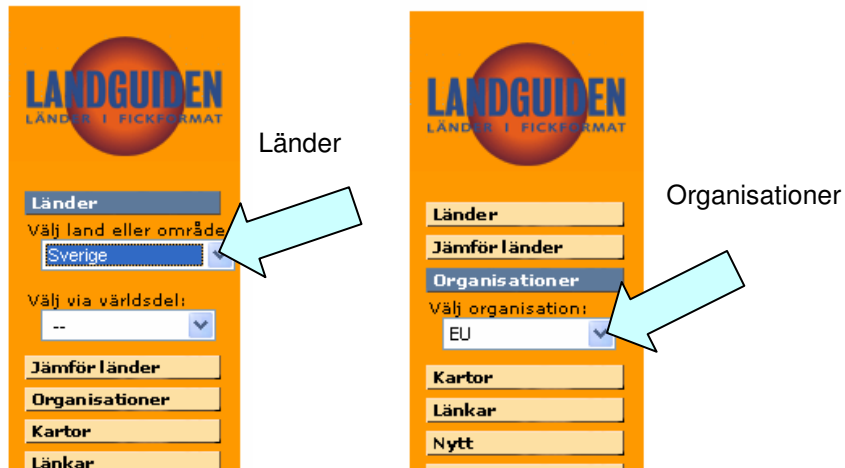 LANDGUIDEN
LÄNDER I FICKFORMAT
Länder
Länder
Välj land eller område
Sverige
Välj via världsdel:
--
Jämför länder
Organisationer
Kartor
Länkar
LANDGUIDEN
LÄNDER I FICKFORMAT
Organisationer
Länder
Jämför länder
Organisationer
Välj organisation:
EU
Kartor
Länkar
Nytt